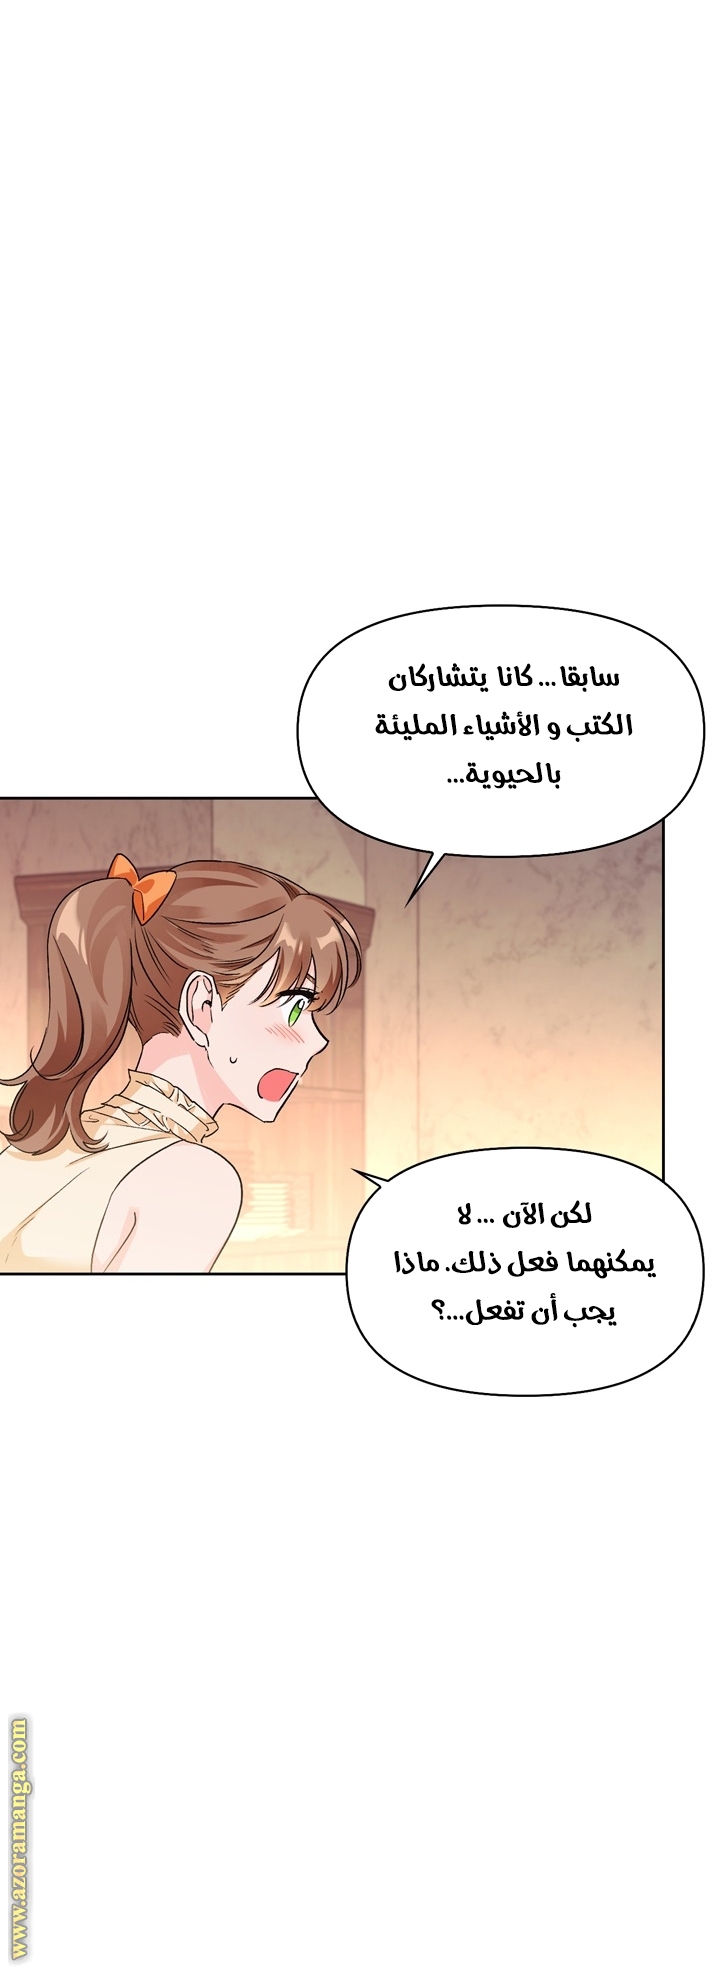 سابقا... كانا يتشاركان
الكتب و الأشياء المليئة
بالحيوية...
لكن الآن ... لا
يمكنهما فعل ذلك. ماذا
يجب أن تفعل...؟
www.azoramanga.com